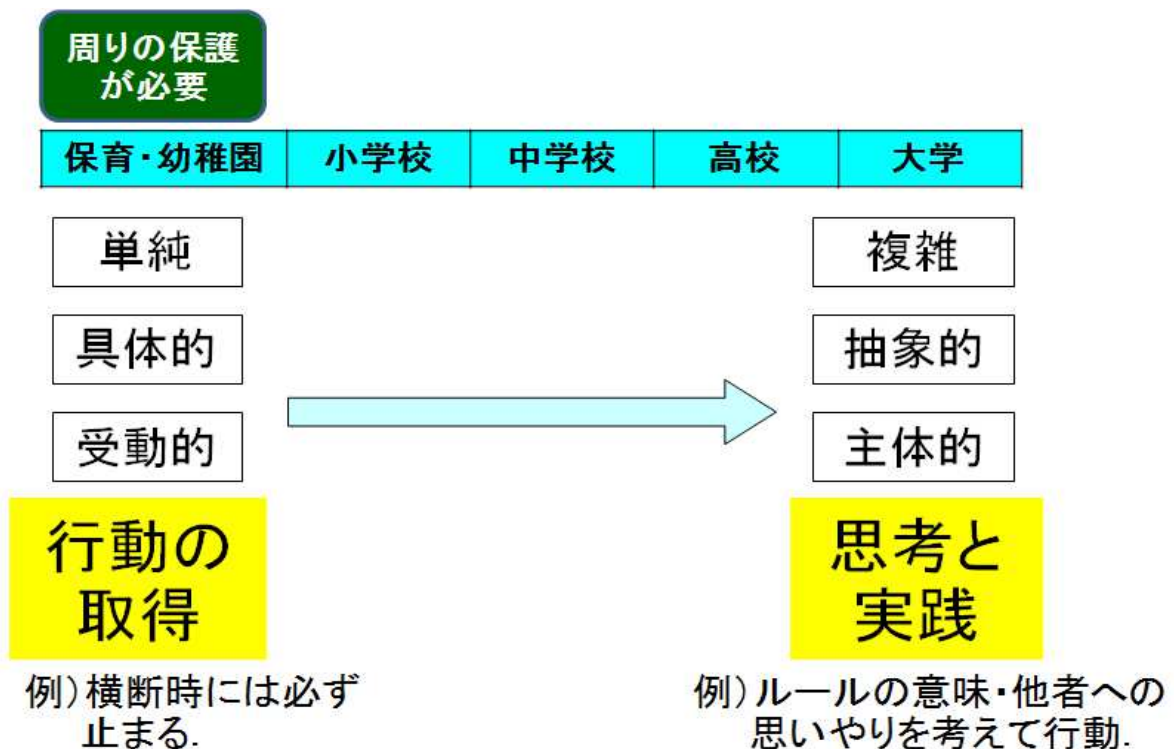 周りの保護
が必要
保育・幼稚園 小学校 中学校 高校 大学
単純
複雑
具体的
抽象的
受動的
主体的
行動の
取得
思考と
実践
例）横断時には必ず
止まる.
例）ルールの意味・他者への
思いやりを考えて行動.